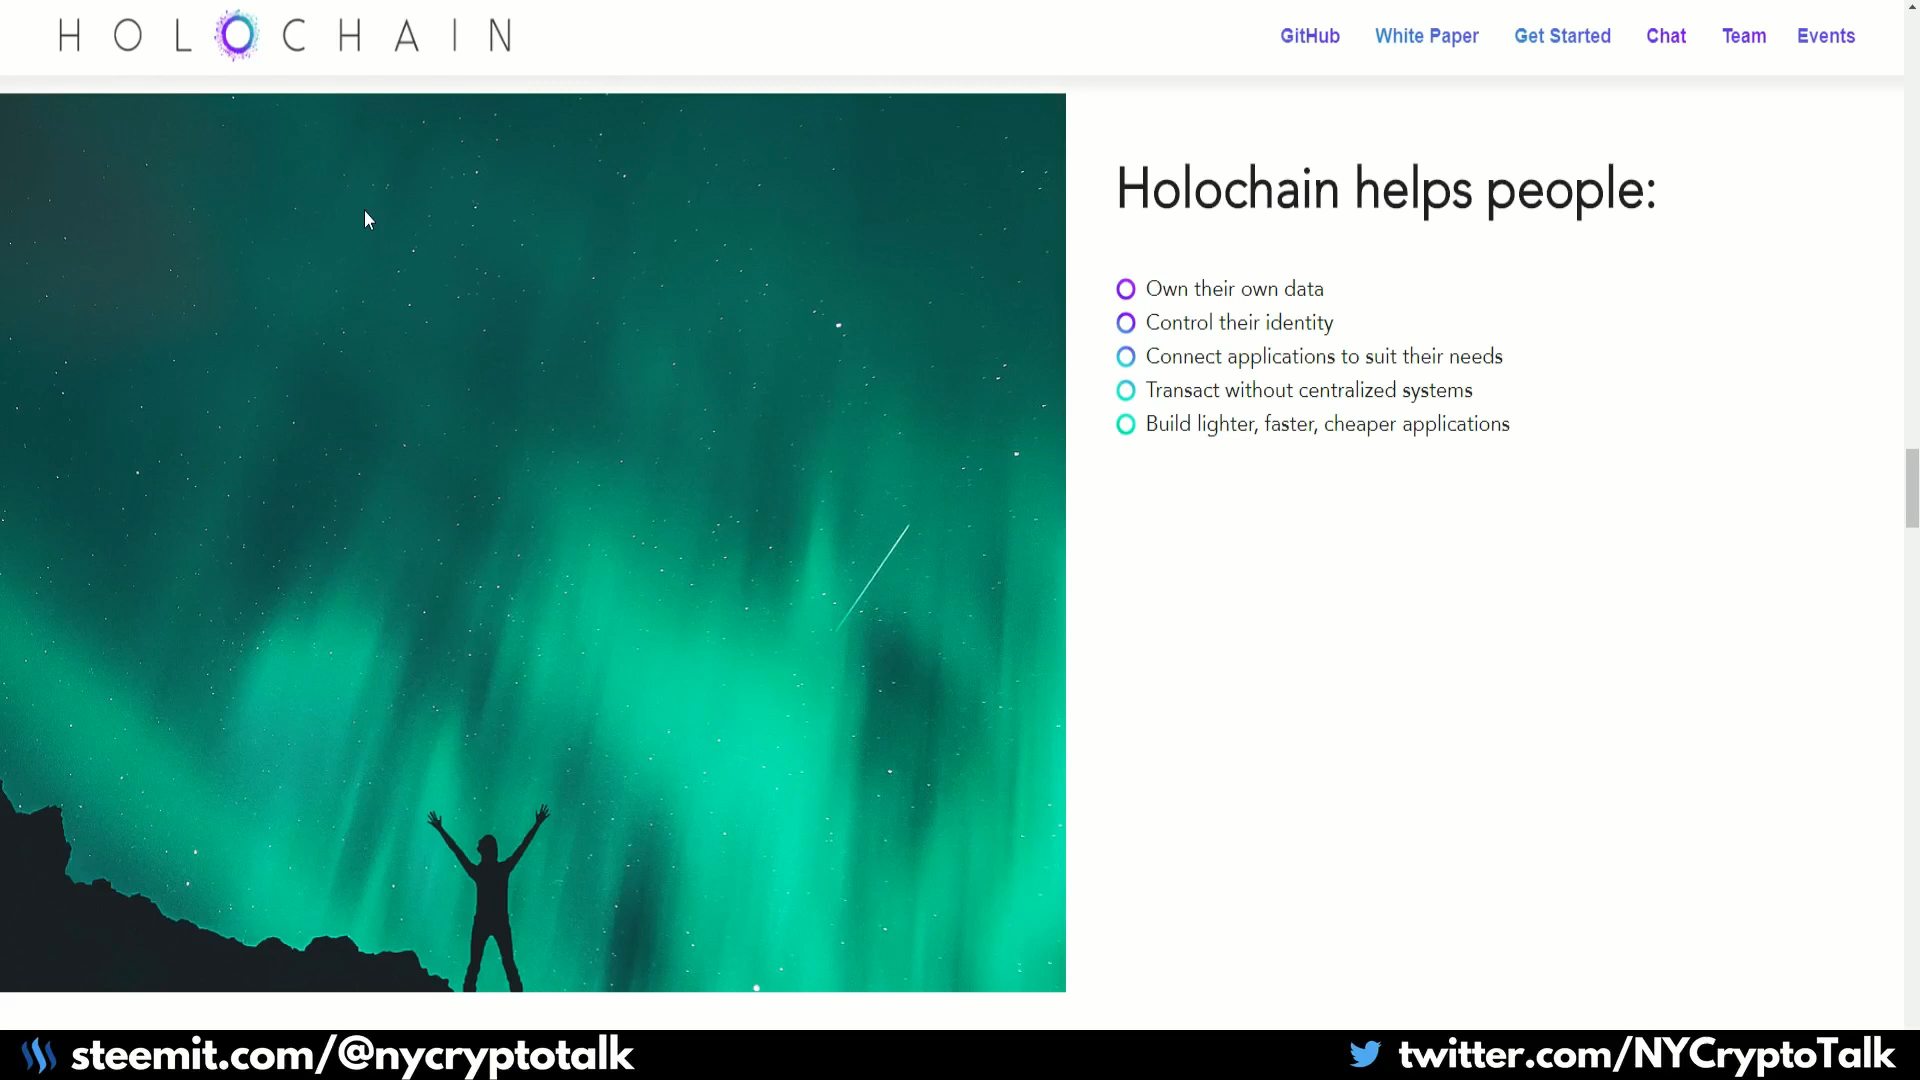 HOLOCHAIN
GitHub White Paper Get Started Chat Team Events
Holochain helps people:
Own their own data
Control their identity
Connect applications to suit their needs
Transact without centralized systems
Build lighter, faster, cheaper applications
steemit.com/@nycryptotalk
twitter.com/NYCryptoTalk